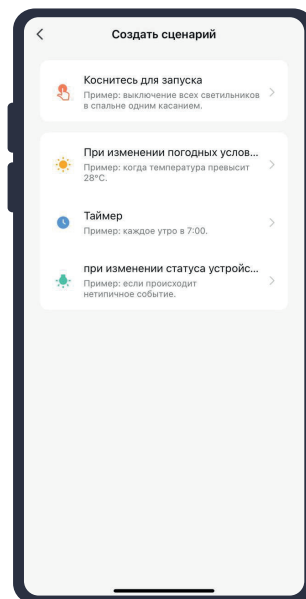 Создать сценарий
Коснитесь для запуска
Пример: выключение всех светильников
в спальне одним касанием.
При изменении погодных услов...
Пример: когда температура превысит
28°C.
Таймер
Пример: каждое утро в 7:00.
при изменении статуса устройс...
Пример: если происходит
нетипичное событие.